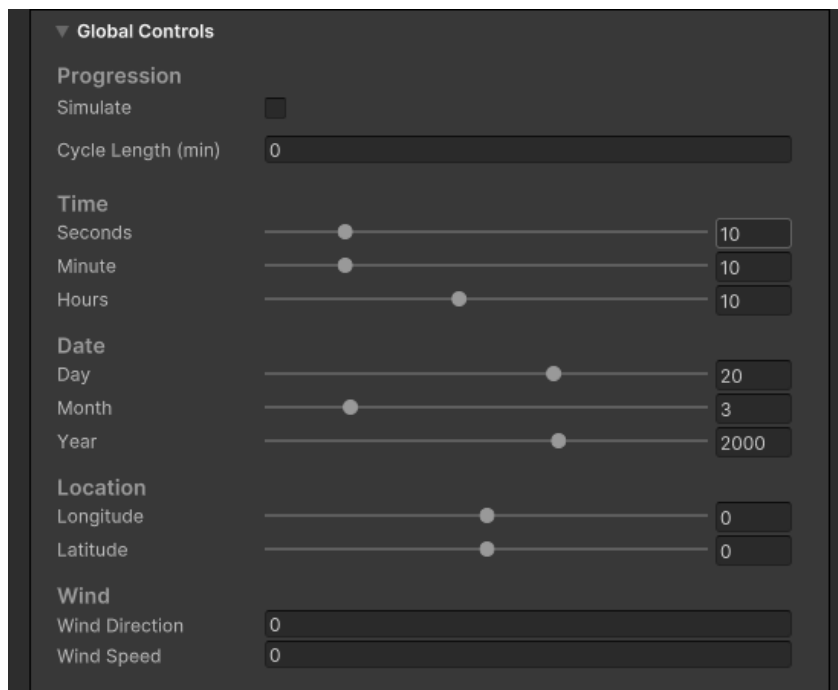 Global Controls
Progression
Simulate
Cycle Length (min) 0
Time
Seconds 10
Minute 10
Hours 10
Date
Day 20
Month 3
Year 2000
Location
Longitude 0
Latitude 0
Wind
Wind Direction 0
Wind Speed 0